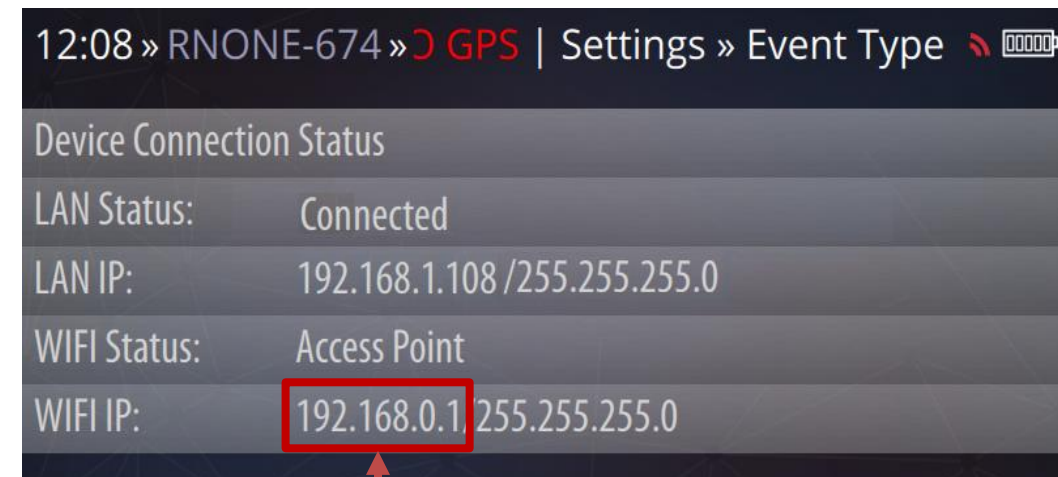 12:08 » RNONE-674 » Ɔ GPS | Settings » Event Type
Device Connection Status
LAN Status: Connected
LAN IP: 192.168.1.108 /255.255.255.0
WIFI Status: Access Point
WIFI IP: 192.168.0.1/255.255.255.0